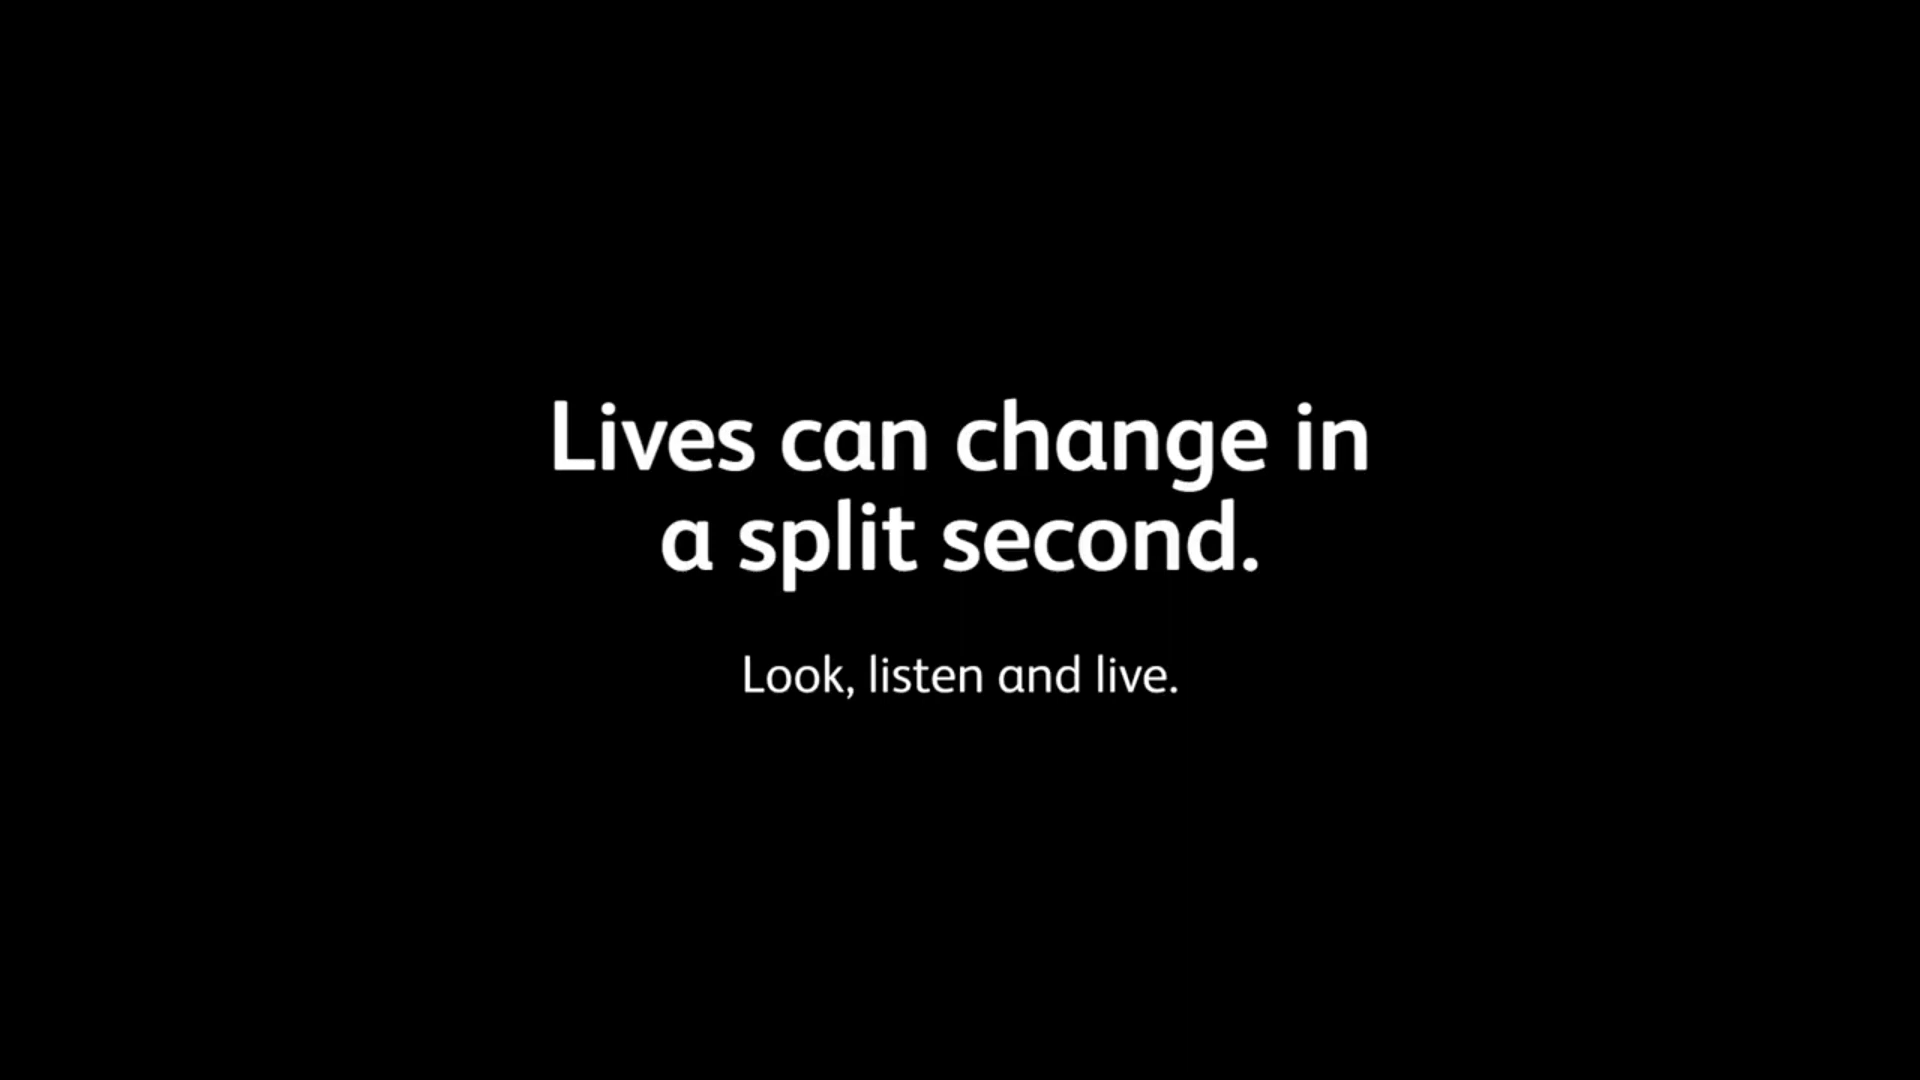 Lives can change in
a split second.
Look, listen and live.